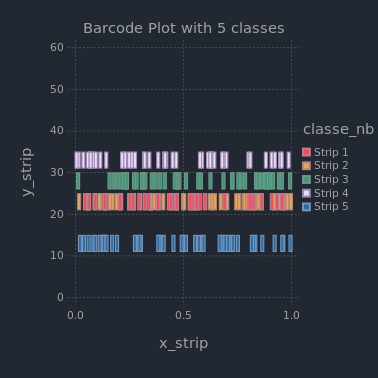 Barcode Plot with 5 classes
60
50
40
30
20
10
0
0.0
0.5
1.0
x_strip
y_strip
classe_nb
Strip 1
Strip 2
Strip 3
Strip 4
Strip 5